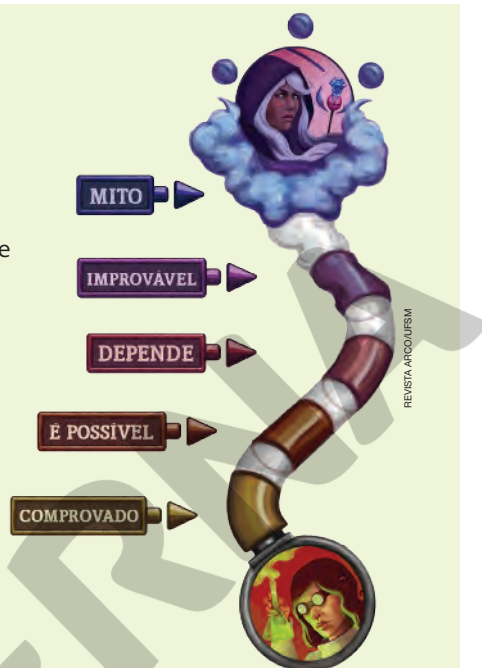 MITO
e
IMPROVÁVEL
REVISTA ARCO/UFSM
DEPENDE
É POSSÍVEL
COMPROVADO